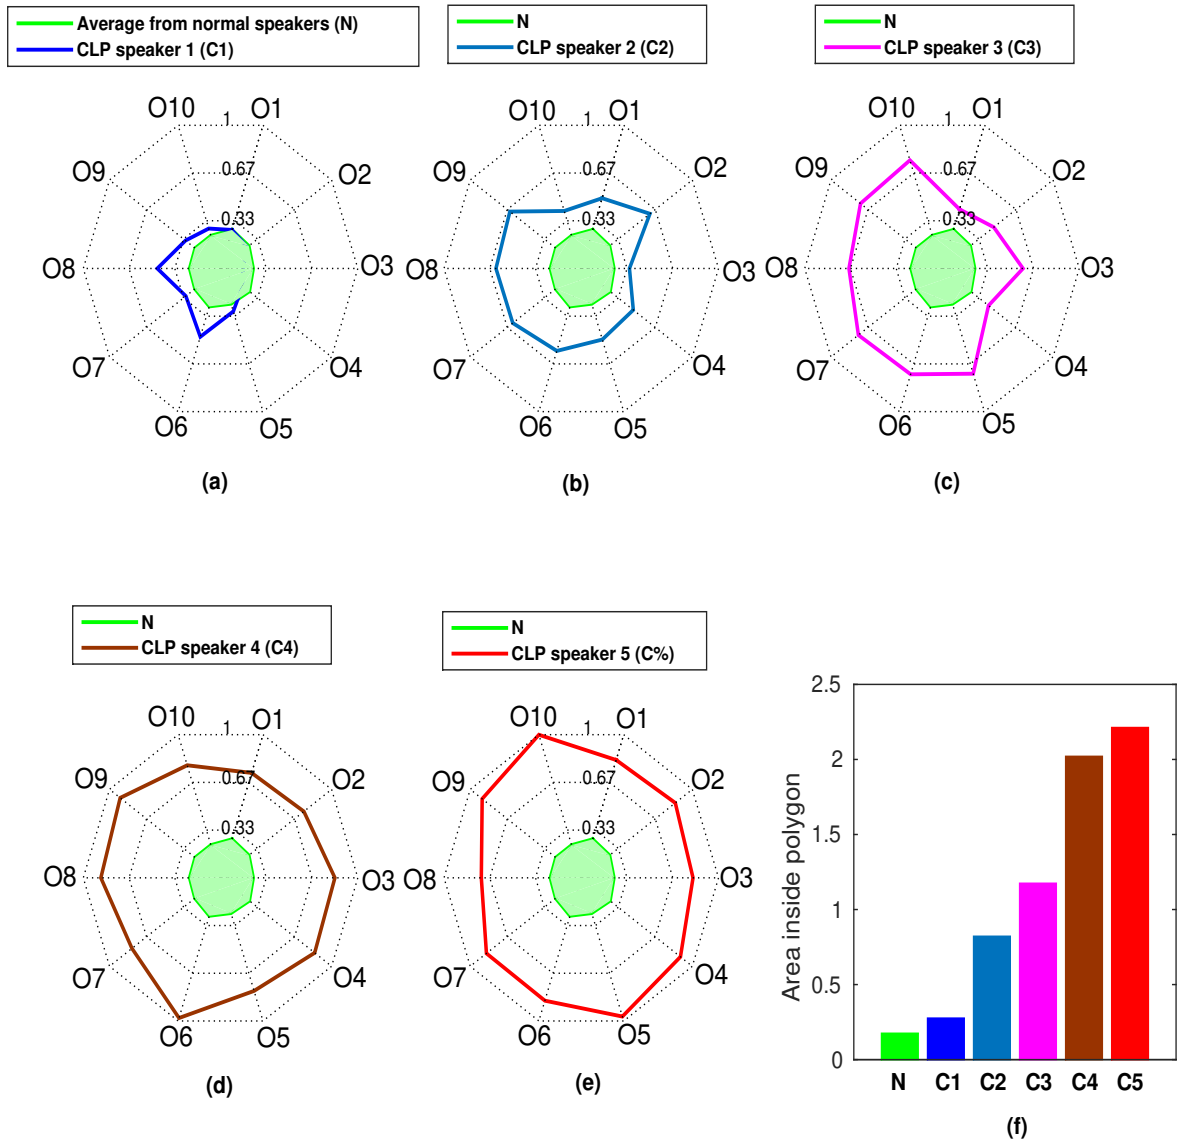 Average from normal speakers (N)
CLP speaker 1 (C1)
N
CLP speaker 2 (C2)
N
CLP speaker 3 (C3)
O10 1 O1
0.67
O9 O2
0.33
O8 O3
O7 O4
O6 O5
(a)
O10 1 O1
0.67
O9 O2
0.33
O8 O3
O7 O4
O6 O5
(b)
O10 1 O1
0.67
O9 O2
0.33
O8 O3
O7 O4
O6 O5
(c)
N
CLP speaker 4 (C4)
N
CLP speaker 5 (C%)
O10 1 O1
0.67
O9 O2
0.33
O8 O3
O7 O4
O6 O5
(d)
O10 1 O1
0.67
O9 O2
0.33
O8 O3
O7 O4
O6 O5
(e)
Area inside polygon
2.5
2
1.5
1
0.5
0
N C1 C2 C3 C4 C5
(f)